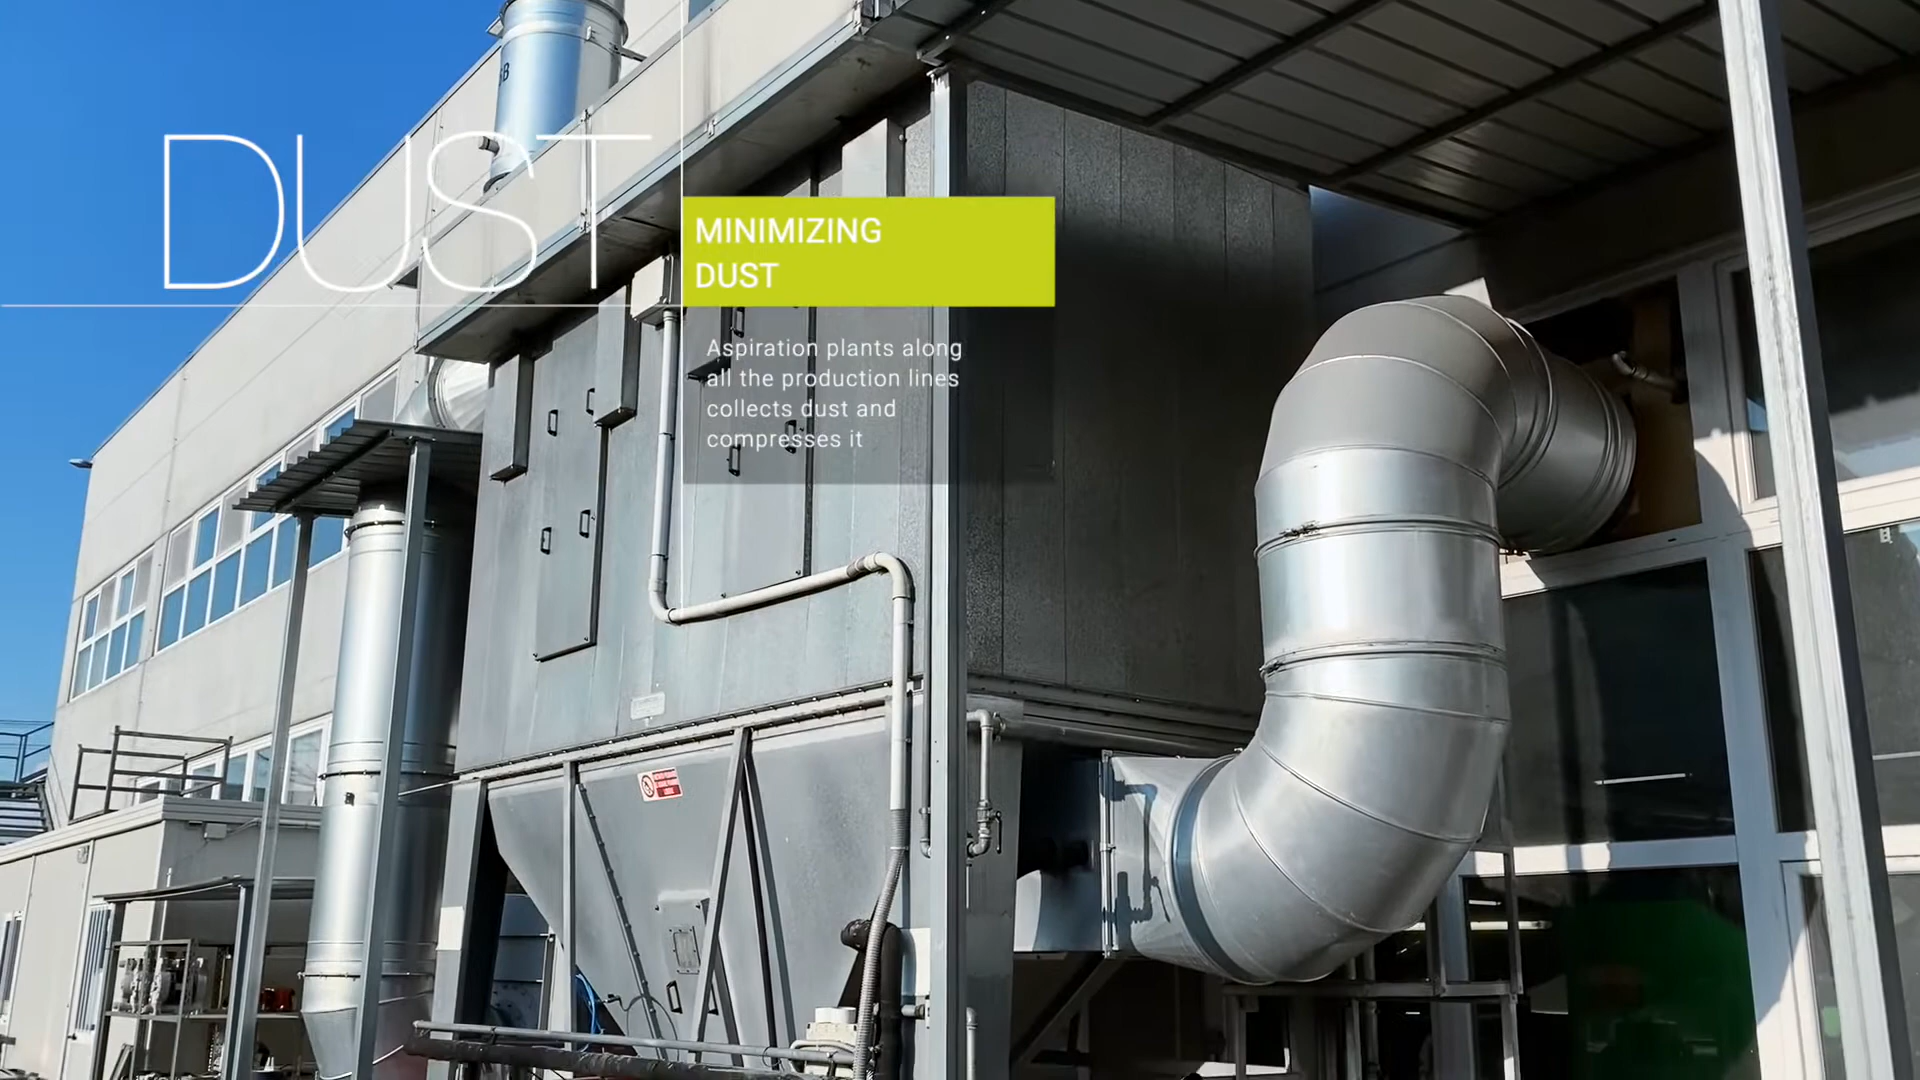 DUST
MINIMIZING
DUST
Aspiration plants along
all the production lines
collects dust and
compresses it